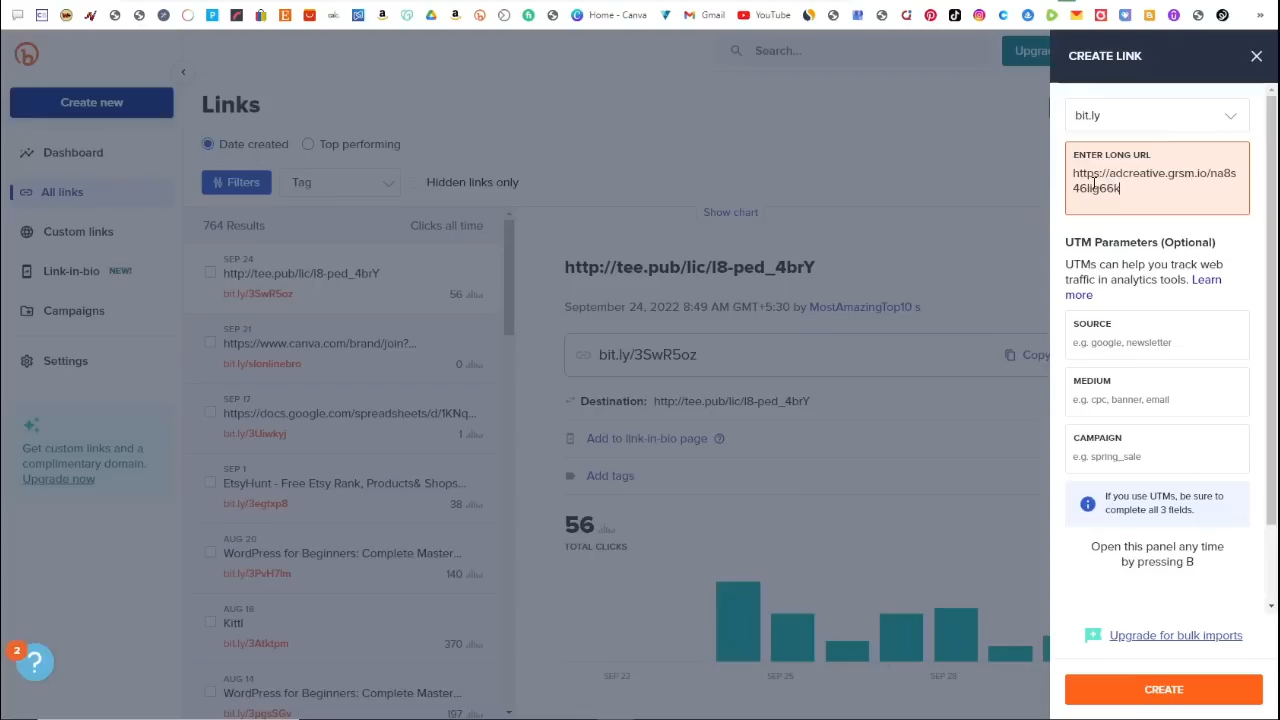 Home - Canva
Gmail
YouTube
»
b
Search...
Upgrad
Create new
Dashboard
All links
Custom links
Link-in-bio NEW!
Campaigns
Settings
Get custom links and a
complimentary domain.
Upgrade now
2
?
Links
Date created
Top performing
Filters
Tag
Hidden links only
764 Results
Clicks all time
Show chart
SEP 24
http://tee.pub/lic/l8-ped_4brY
bit.ly/3SwR5oz
56
SEP 21
https://www.canva.com/brand/join?...
bit.ly/sionlinebro
0
SEP 17
https://docs.google.com/spreadsheets/d/1KNq...
bit.ly/3Uiwkyj
1
SEP 1
EtsyHunt - Free Etsy Rank, Products& Shops...
bit.ly/3egtxp8
38
AUG 20
WordPress for Beginners: Complete Master...
bit.ly/3PvH7lm
140
AUG 18
Kittl
bit.ly/3Atktpm
370
AUG 14
WordPress for Beginners: Complete Master...
bit.ly/3pgsSGv
197
http://tee.pub/lic/l8-ped_4brY
September 24, 2022 8:49 AM GMT+5:30 by MostAmazingTop10 s
bit.ly/3SwR5oz
Copy
Destination: http://tee.pub/lic/l8-ped_4brY
Add to link-in-bio page
Add tags
56
TOTAL CLICKS
SEP 22
SEP 25
SEP 28
CREATE LINK
bit.ly
ENTER LONG URL
https://adcreative.grsm.io/na8s
46lig66k
UTM Parameters (Optional)
UTMs can help you track web
traffic in analytics tools. Learn
more
SOURCE
e.g. google, newsletter
MEDIUM
e.g. cpc, banner, email
CAMPAIGN
e.g. spring_sale
If you use UTMs, be sure to
complete all 3 fields.
Open this panel any time
by pressing B
Upgrade for bulk imports
CREATE